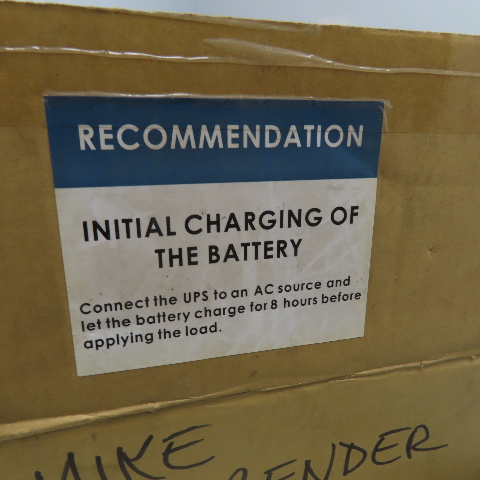 RECOMMENDATION
INITIAL CHARGING OF
THE BATTERY
Connect the UPS to an AC source and
let the battery charge for 8 hours before
applying the load.
MIKE